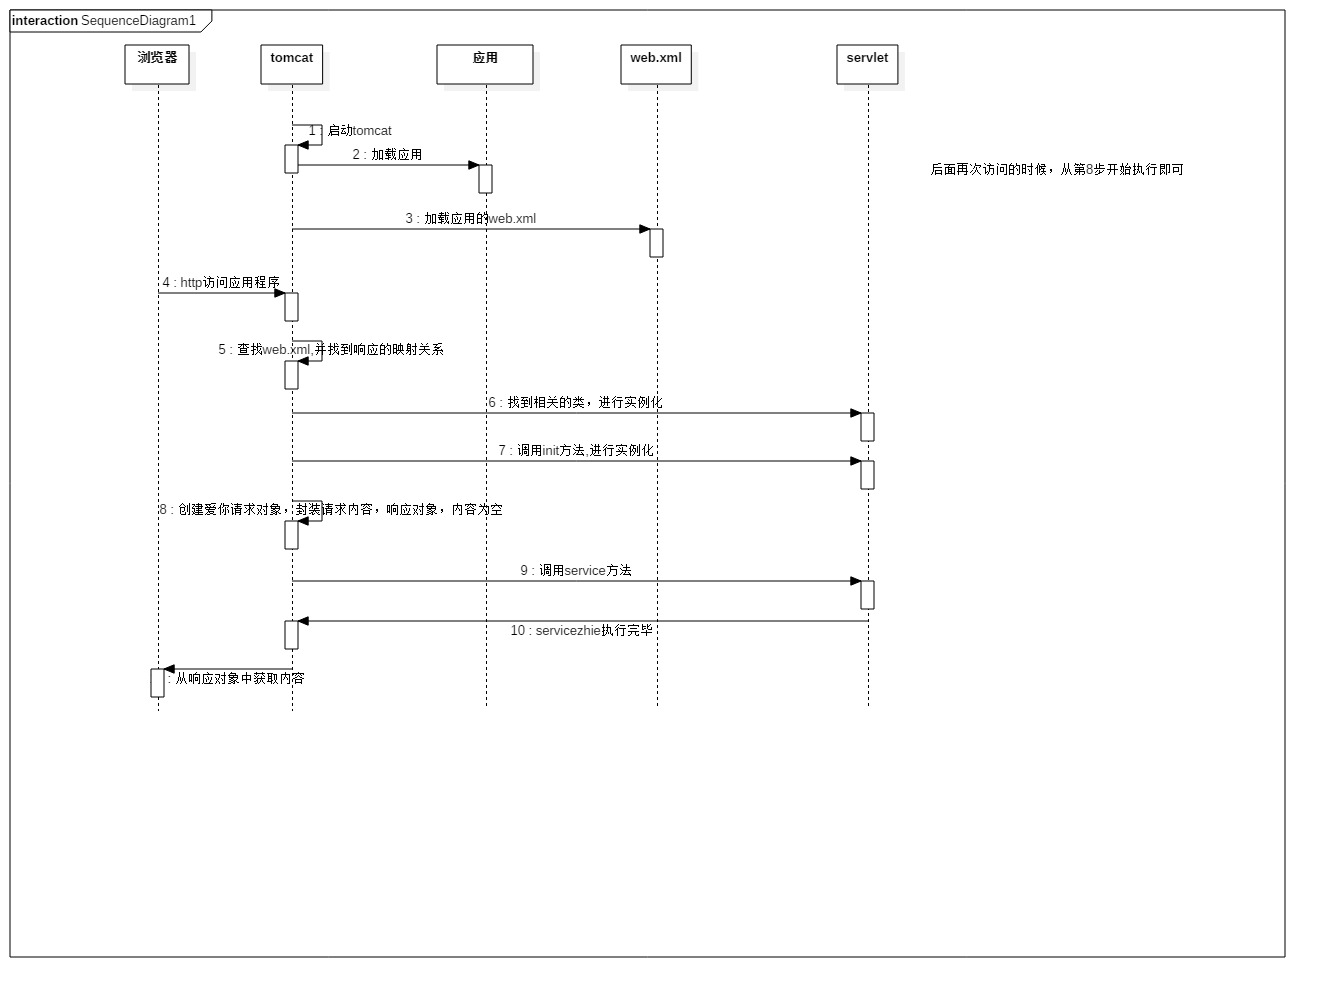 interaction SequenceDiagram1
浏览器
tomcat
应用
web.xml
servlet
1 : 启动tomcat
2 : 加载应用
后面再次访问的时候，从第8步开始执行即可
3 : 加载应用的web.xml
4 : http访问应用程序
5 : 查找web.xml,并找到响应的映射关系
6 : 找到相关的类，进行实例化
7 : 调用init方法,进行实例化
8 : 创建爱你请求对象，封装请求内容，响应对象，内容为空
9 : 调用service方法
10 : servicezhie执行完毕
: 从响应对象中获取内容